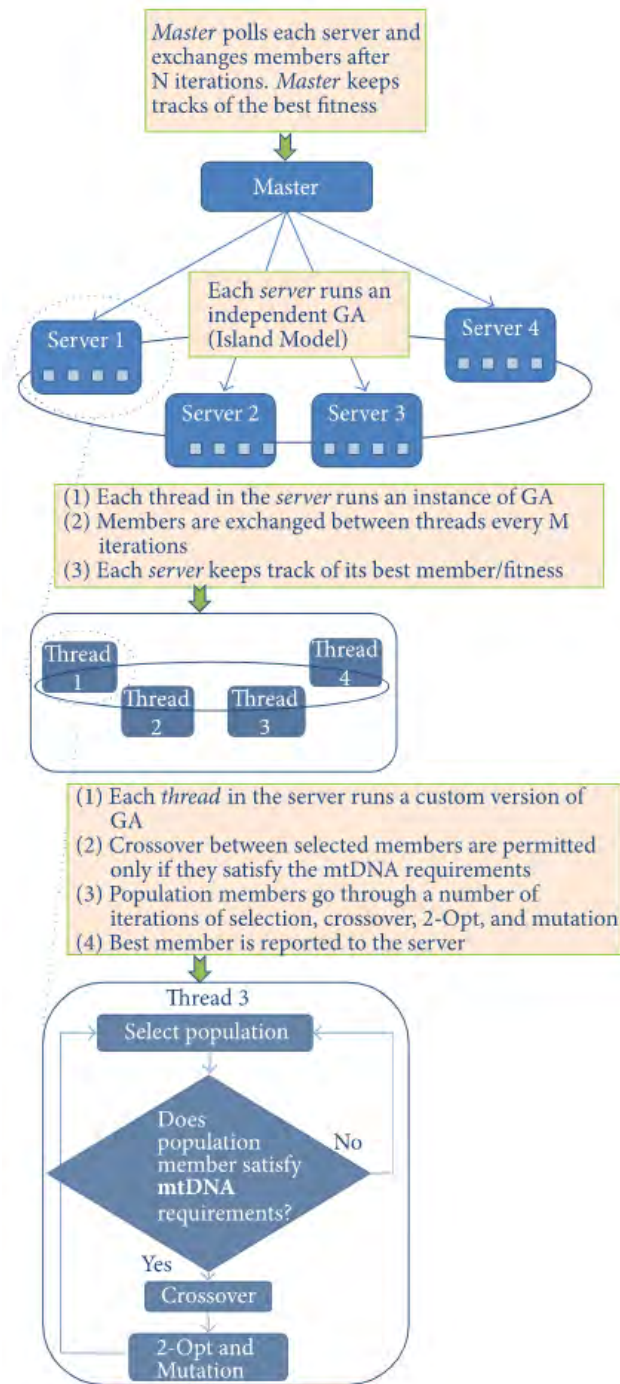 Master polls each server and
exchanges members after
N iterations. Master keeps
tracks of the best fitness
Master
Each server runs an
independent GA
(Island Model)
Server 1
Server 4
Server 2
Server 3
(1) Each thread in the server runs an instance of GA
(2) Members are exchanged between threads every M
iterations
(3) Each server keeps track of its best member/fitness
Thread
1
Thread
2
Thread
3
Thread
4
(1) Each thread in the server runs a custom version of
GA
(2) Crossover between selected members are permitted
only if they satisfy the mtDNA requirements
(3) Population members go through a number of
iterations of selection, crossover, 2-Opt, and mutation
(4) Best member is reported to the server
Thread 3
Select population
Does
population
member satisfy
mtDNA
requirements?
No
Yes
Crossover
2-Opt and
Mutation